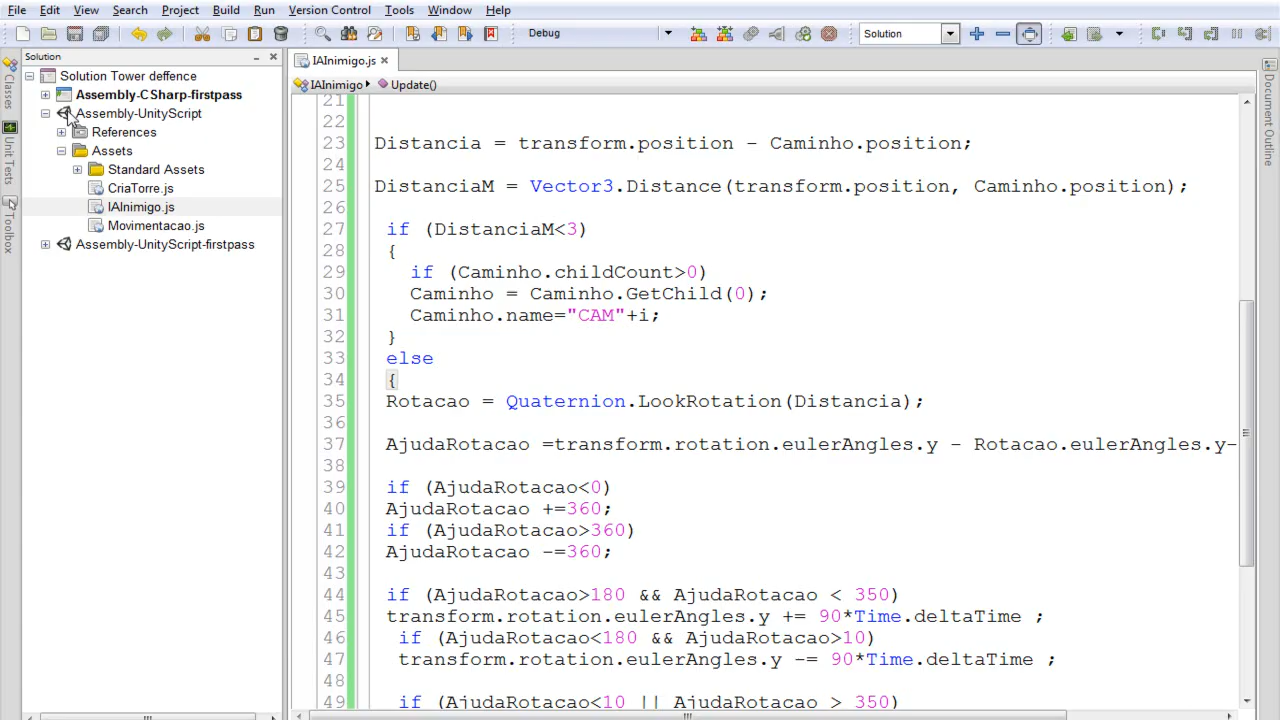 File Edit View Search Project Build Run Version Control Tools Window Help
Debug
Solution
Solution
IAInimigo.js
Solution Tower deffence
IAInimigo
Update()
Assembly-CSharp-firstpass
Assembly-UnityScript
References
Assets
Standard Assets
CriaTorre.js
IAInimigo.js
Movimentacao.js
Assembly-UnityScript-firstpass
Classes
Unit Tests
Toolbox
Document Outline
21
22
23 Distancia = transform.position - Caminho.position;
24
25 DistanciaM = Vector3.Distance(transform.position, Caminho.position);
26
27 if (DistanciaM<3)
28 {
29 if (Caminho.childCount>0)
30 Caminho = Caminho.GetChild(0);
31 Caminho.name="CAM"+i;
32 }
33 else
34 {
35 Rotacao = Quaternion.LookRotation(Distancia);
36
37 AjudaRotacao =transform.rotation.eulerAngles.y - Rotacao.eulerAngles.y-
38
39 if (AjudaRotacao<0)
40 AjudaRotacao +=360;
41 if (AjudaRotacao>360)
42 AjudaRotacao -=360;
43
44 if (AjudaRotacao>180 && AjudaRotacao < 350)
45 transform.rotation.eulerAngles.y += 90*Time.deltaTime ;
46 if (AjudaRotacao<180 && AjudaRotacao>10)
47 transform.rotation.eulerAngles.y -= 90*Time.deltaTime ;
48
49 if (AjudaRotacao<10 || AjudaRotacao > 350)